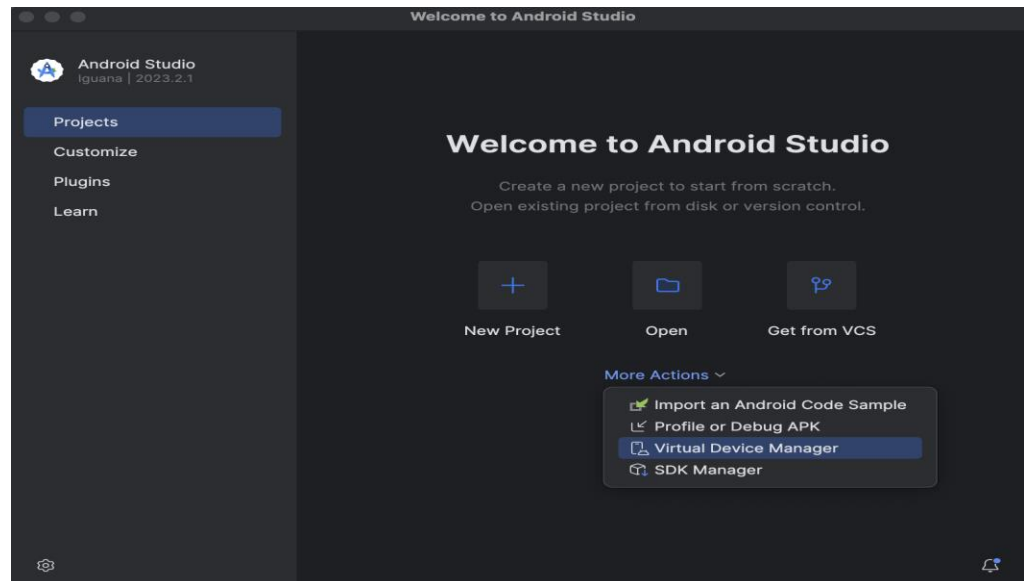 Welcome to Android Studio
Android Studio
Iguana | 2023.2.1
Projects
Customize
Plugins
Learn
Welcome to Android Studio
Create a new project to start from scratch.
Open existing project from disk or version control.
New Project
Open
Get from VCS
More Actions
Import an Android Code Sample
Profile or Debug APK
Virtual Device Manager
SDK Manager